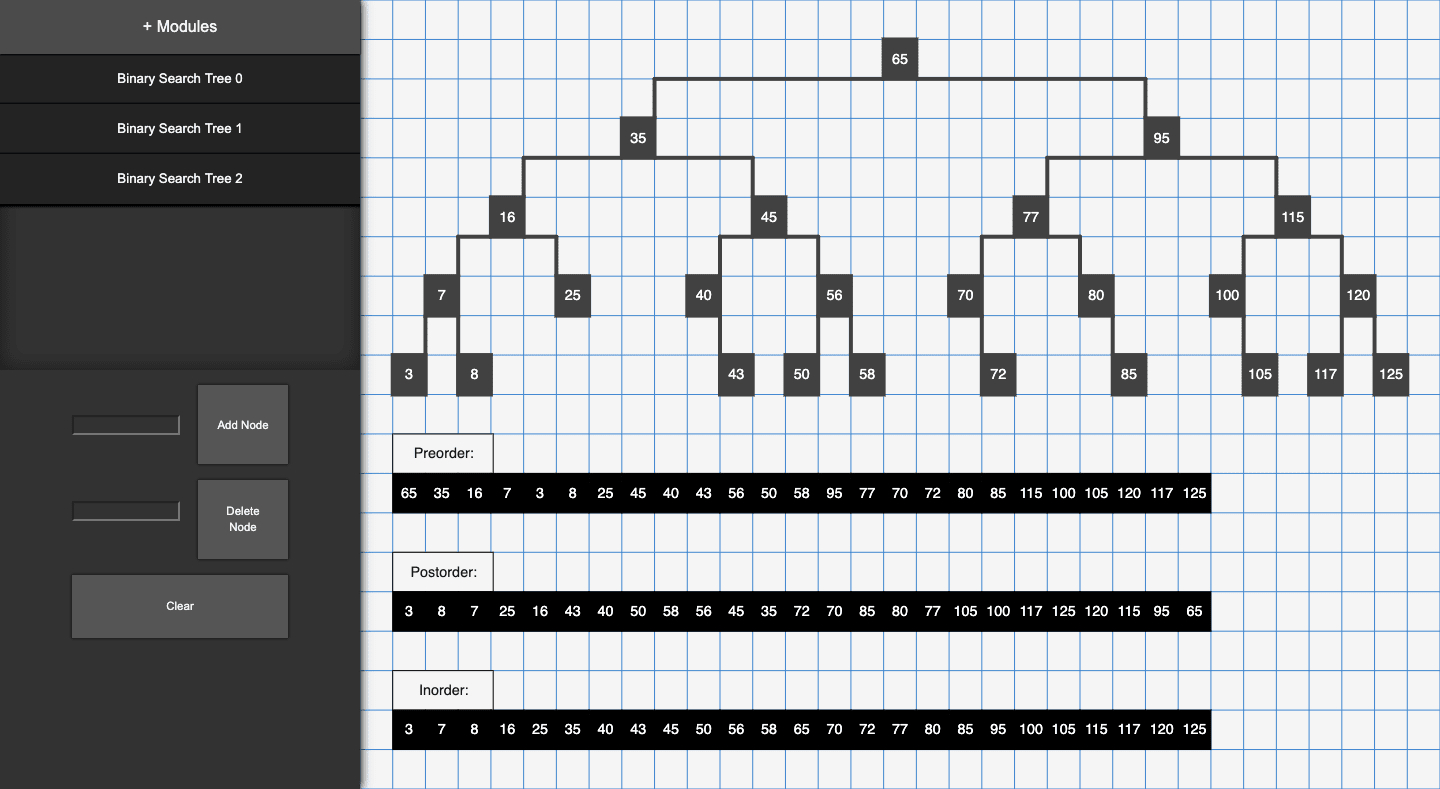 + Modules
Binary Search Tree 0
Binary Search Tree 1
Binary Search Tree 2
Add Node
Delete
Node
Clear
65
35 95
16 45 77 115
7 25 40 56 70 80 100 120
3 8 43 50 58 72 85 105 117 125
Preorder:
65 35 16 7 3 8 25 45 40 43 56 50 58 95 77 70 72 80 85 115 100 105 120 117 125
Postorder:
3 8 7 25 16 43 40 50 58 56 45 35 72 70 85 80 77 105 100 117 125 120 115 95 65
Inorder:
3 7 8 16 25 35 40 43 45 50 56 58 65 70 72 77 80 85 95 100 105 115 117 120 125